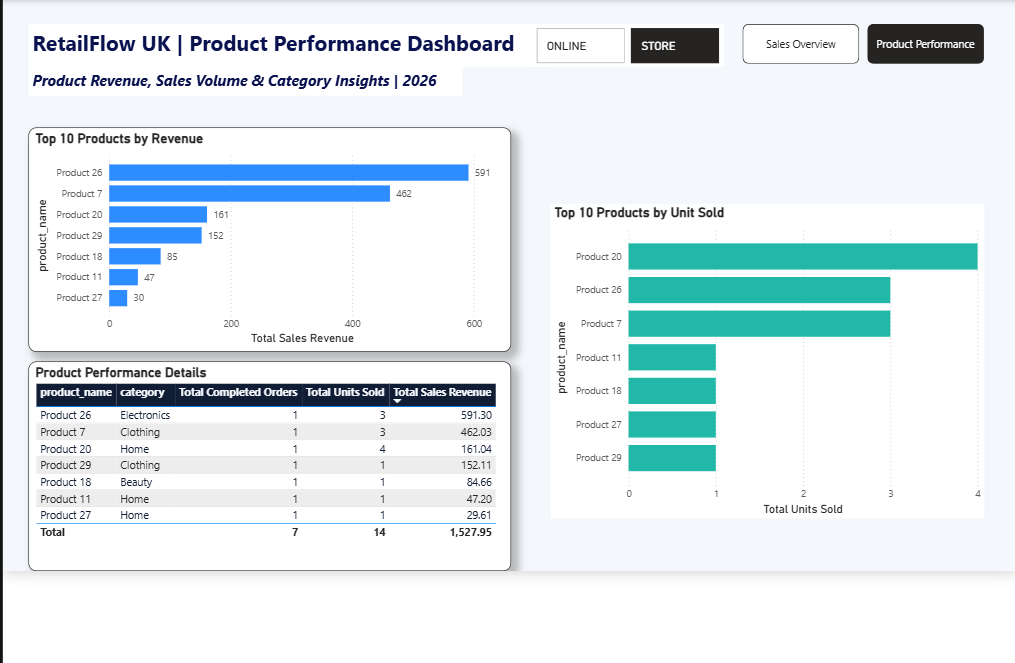 RetailFlow UK | Product Performance Dashboard
ONLINE
STORE
Sales Overview
Product Performance
Product Revenue, Sales Volume & Category Insights | 2026
Top 10 Products by Revenue
product_name
Product 26 591
Product 7 462
Product 20 161
Product 29 152
Product 18 85
Product 11 47
Product 27 30
0 200 400 600
Total Sales Revenue
Product Performance Details
product_name category Total Completed Orders Total Units Sold Total Sales Revenue
Product 26 Electronics 1 3 591.30
Product 7 Clothing 1 3 462.03
Product 20 Home 1 4 161.04
Product 29 Clothing 1 1 152.11
Product 18 Beauty 1 1 84.66
Product 11 Home 1 1 47.20
Product 27 Home 1 1 29.61
Total 7 14 1,527.95
Top 10 Products by Unit Sold
product_name
Product 20
Product 26
Product 7
Product 11
Product 18
Product 27
Product 29
0 1 2 3 4
Total Units Sold